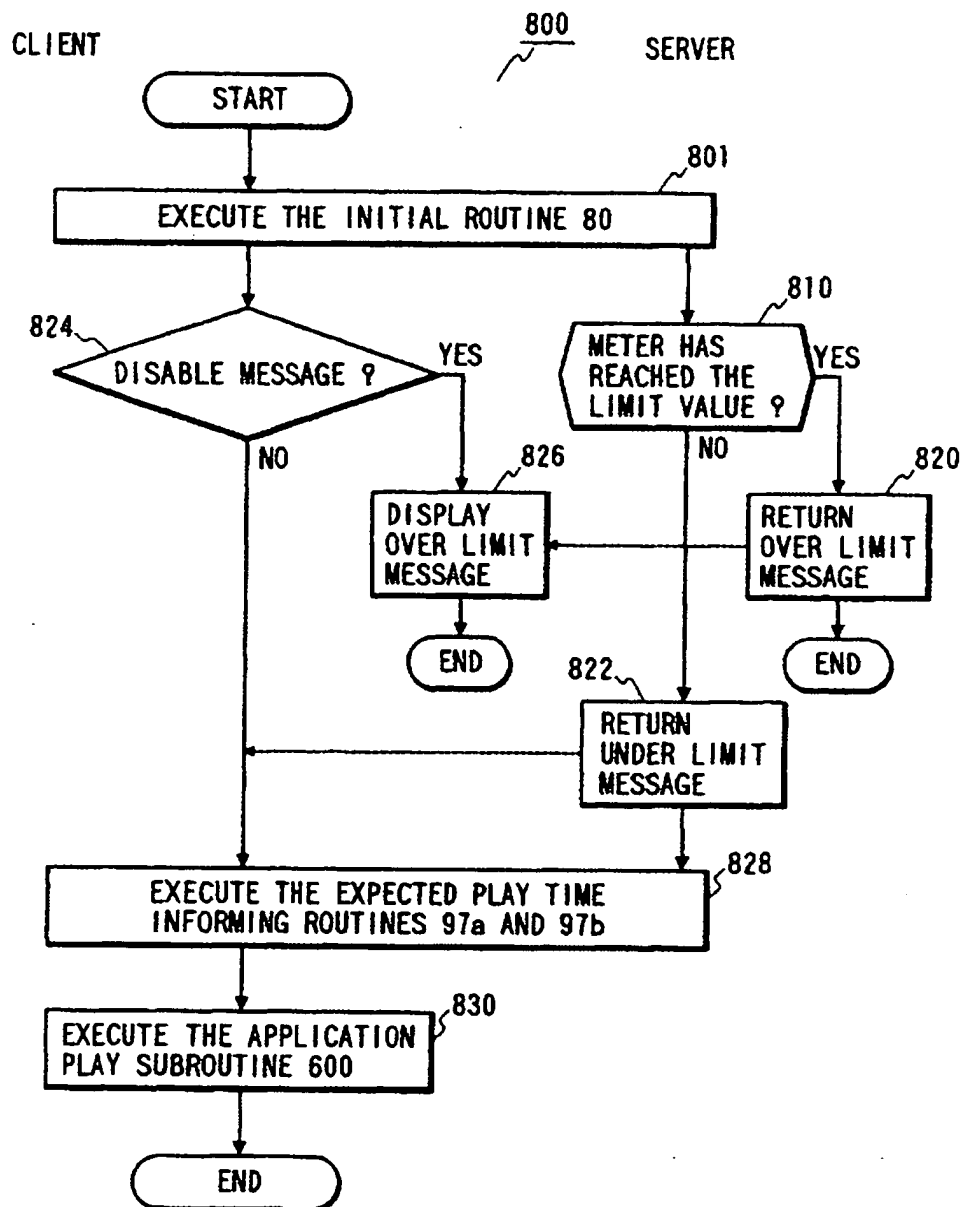 CLIENT
800
SERVER
START
801
EXECUTE THE INITIAL ROUTINE 80
824
DISABLE MESSAGE ?
YES
NO
810
METER HAS
REACHED THE
LIMIT VALUE ?
YES
NO
826
DISPLAY
OVER LIMIT
MESSAGE
END
820
RETURN
OVER LIMIT
MESSAGE
END
822
RETURN
UNDER LIMIT
MESSAGE
828
EXECUTE THE EXPECTED PLAY TIME
INFORMING ROUTINES 97a AND 97b
830
EXECUTE THE APPLICATION
PLAY SUBROUTINE 600
END